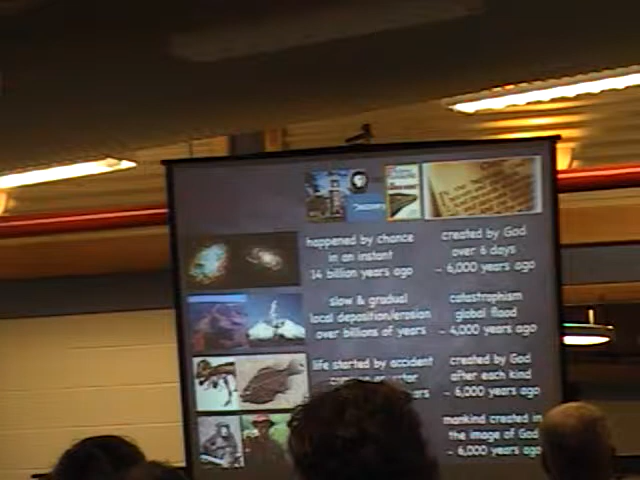 happened by chance
in an instant
14 billion years ago
created by God
over 6 days
~ 6,000 years ago
slow & gradual
local deposition/erosion
over billions of years
catastrophism
global flood
~ 4,000 years ago
life started by accident
created by God
after each kind
~ 6,000 years ago
mankind created in
the image of God
~ 6,000 years ago